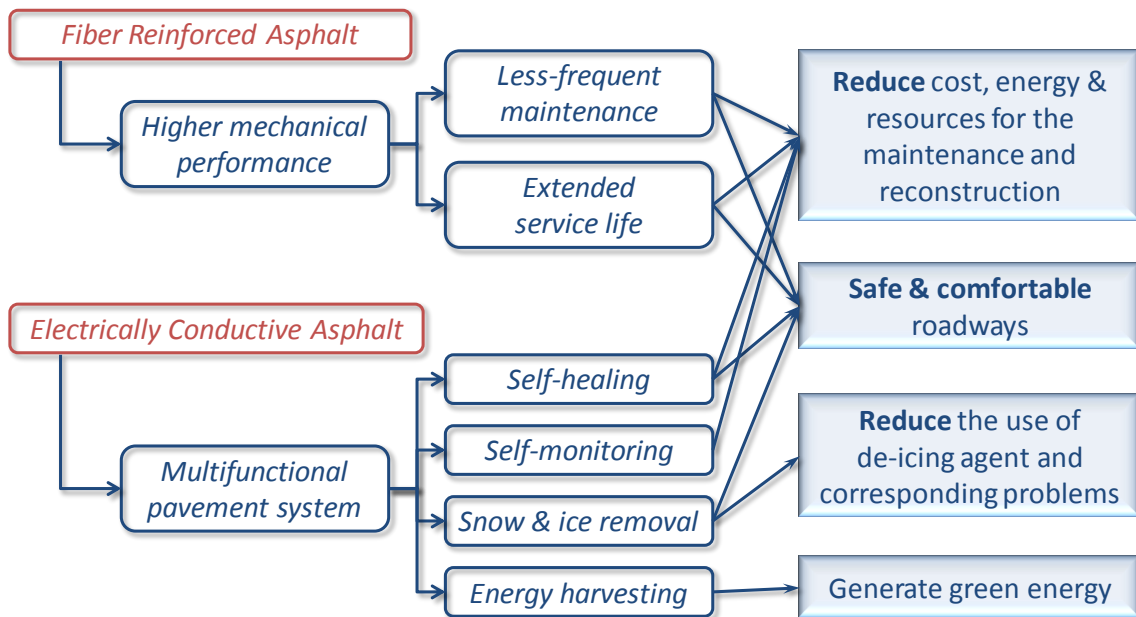 Fiber Reinforced Asphalt
Higher mechanical
performance
Less-frequent
maintenance
Extended
service life
Reduce cost, energy &
resources for the
maintenance and
reconstruction
Safe & comfortable
roadways
Electrically Conductive Asphalt
Multifunctional
pavement system
Self-healing
Self-monitoring
Snow & ice removal
Energy harvesting
Reduce the use of
de-icing agent and
corresponding problems
Generate green energy